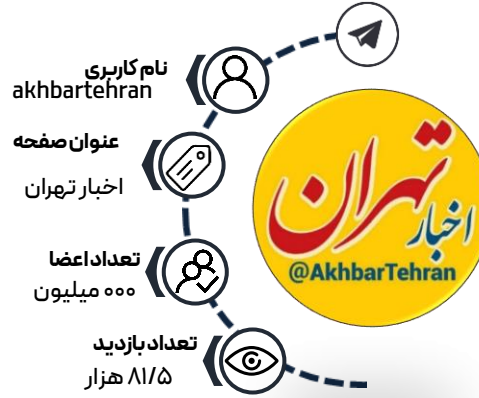 نام کاربری
akhbartehran
عنوان صفحه
اخبار تهران
تعداد اعضا
۰۰۰ میلیون
تعداد بازدید
۸۱/۵ هزار
اخبار تهران
@AkhbarTehran